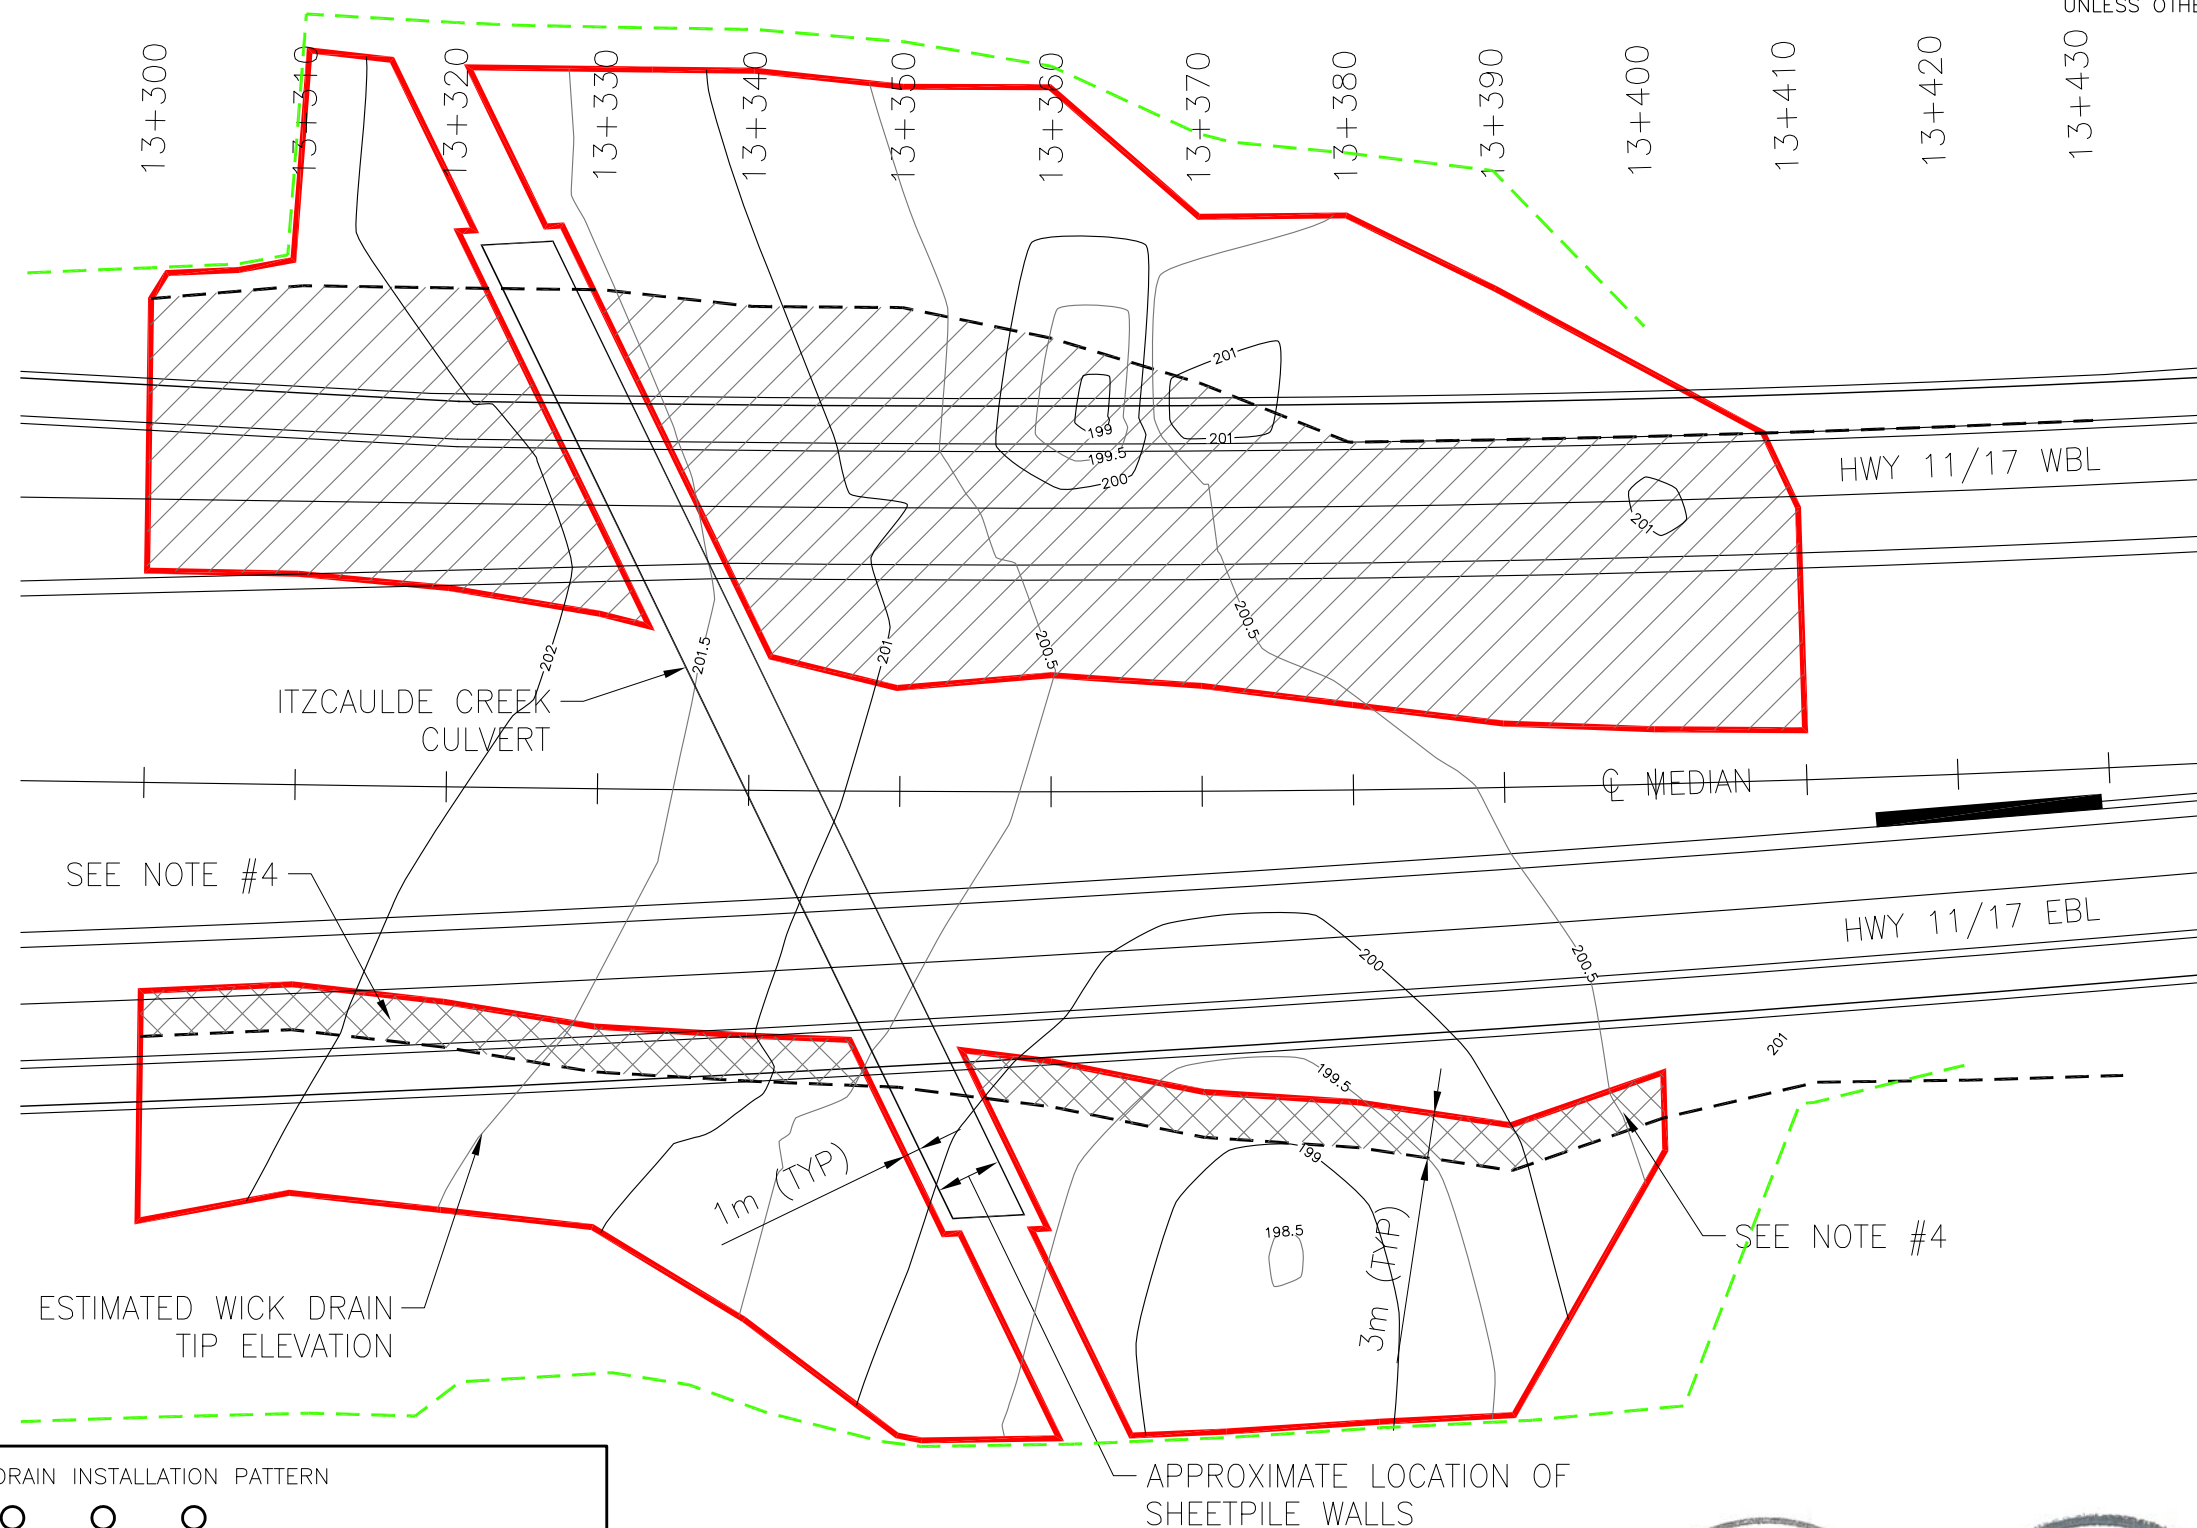 UNLESS OTHE
13+300
13+310
13+320
13+330
13+340
13+350
13+360
13+370
13+380
13+390
13+400
13+410
13+420
13+430
201
199
201
199.5
200
HWY 11/17 WBL
201
200.5
200.5
202
201.5
201
ITZCAULDE CREEK
CULVERT
℄ MEDIAN
SEE NOTE #4
HWY 11/17 EBL
200
200.5
201
199.5
199
1m (TYP)
198.5
3m (TYP)
SEE NOTE #4
ESTIMATED WICK DRAIN
TIP ELEVATION
DRAIN INSTALLATION PATTERN
APPROXIMATE LOCATION OF
SHEETPILE WALLS